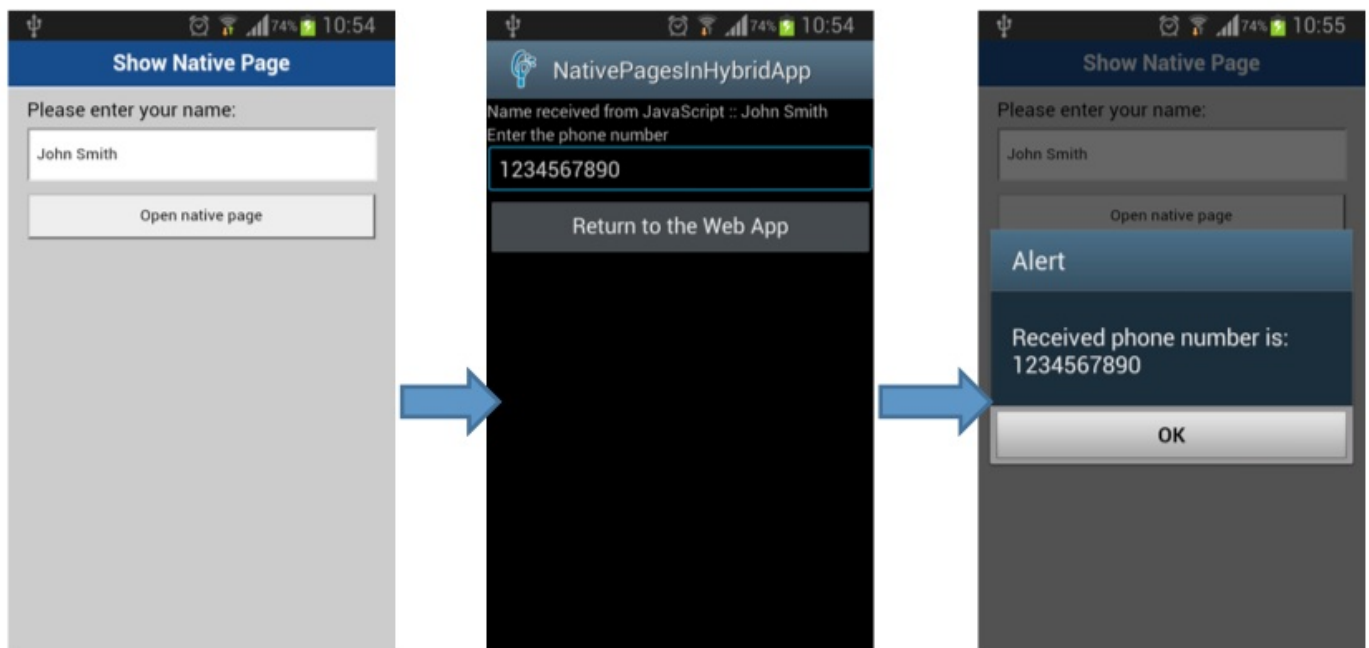 74% 10:54
Show Native Page
Please enter your name:
John Smith
Open native page
74% 10:54
NativePagesInHybridApp
Name received from JavaScript :: John Smith
Enter the phone number
1234567890
Return to the Web App
74% 10:55
Show Native Page
Please enter your name:
John Smith
Open native page
Alert
Received phone number is:
1234567890
OK